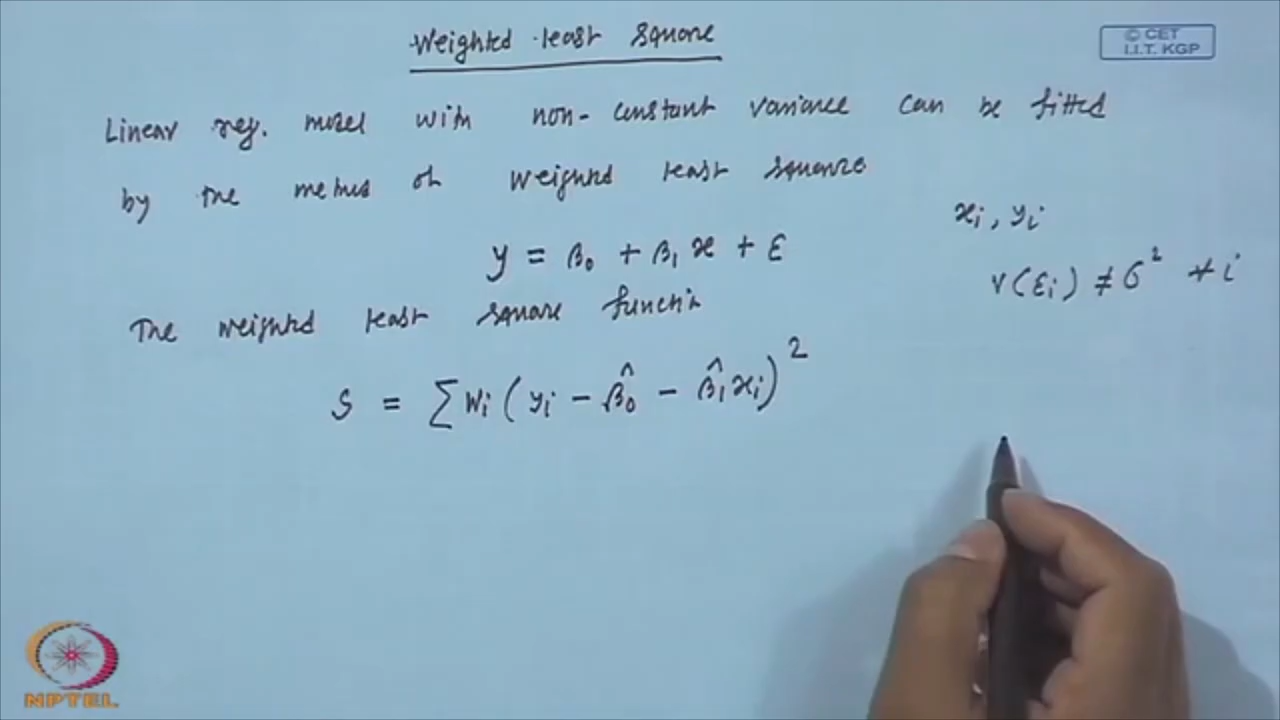 Weighted least square
© CET
I.I.T. KGP
Linear reg. model with non-constant variance can be fitted
by the method of weighted least square
xi, yi
y = β₀ + β₁ x + ε
V(εi) ≠ σ² ∀ i
The weighted least square function
S = ∑ Wi (yi − β̂₀ − β̂₁ xi)²
NPTEL